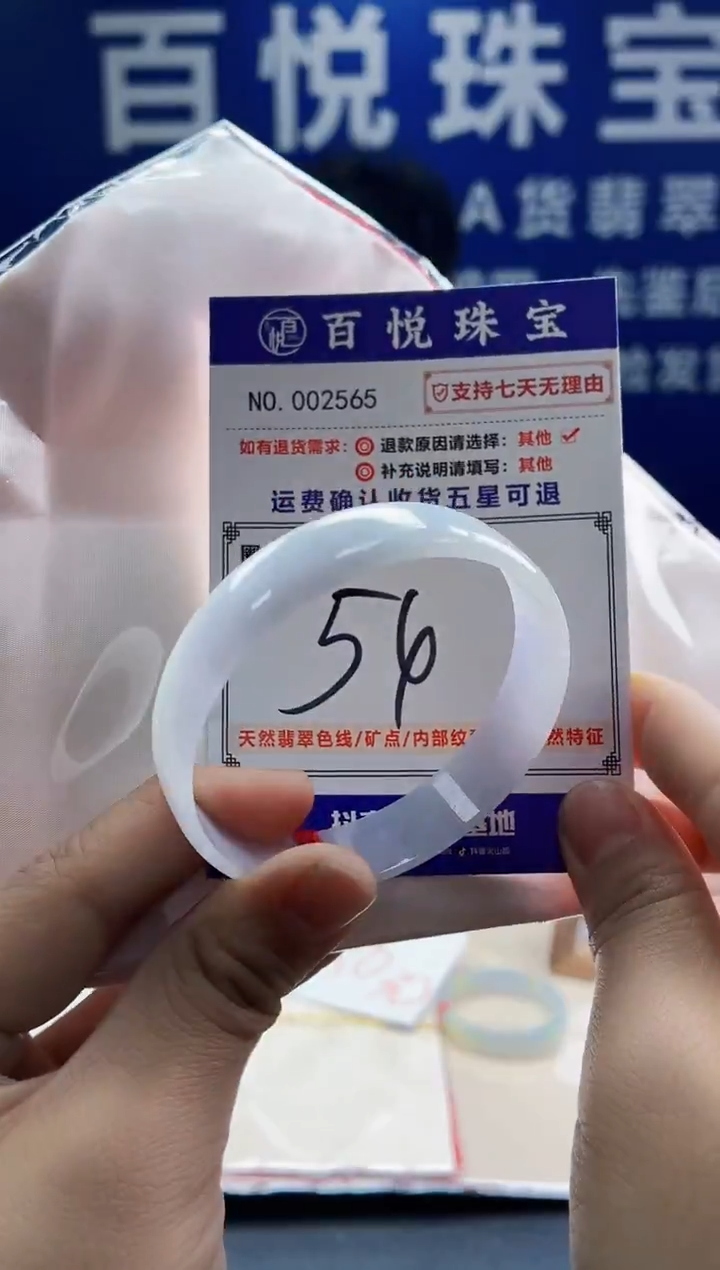 百悦珠宝
A货翡翠
百悦珠宝
NO. 002565
支持七天无理由
如有退货需求: 退款原因请选择: 其他
补充说明请填写: 其他
运费确认收货五星可退
56
天然翡翠色线/矿点/内部纹 然特征
基地